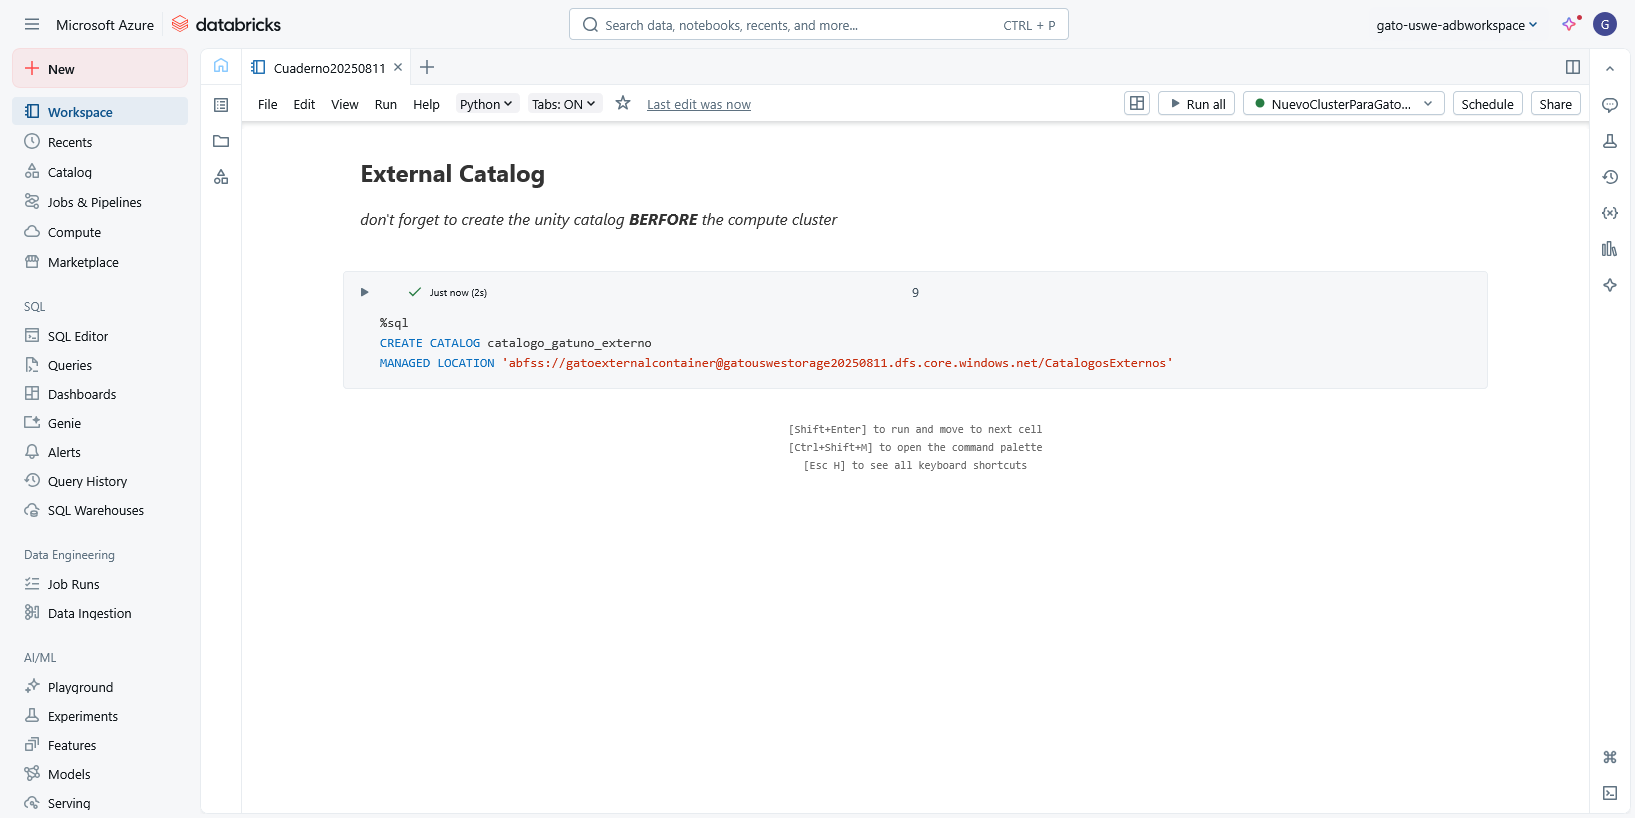 Microsoft Azure
databricks
Search data, notebooks, recents, and more...
CTRL + P
gato-uswe-adbworkspace
G
New
Workspace
Recents
Catalog
Jobs & Pipelines
Compute
Marketplace
SQL
SQL Editor
Queries
Dashboards
Genie
Alerts
Query History
SQL Warehouses
Data Engineering
Job Runs
Data Ingestion
AI/ML
Playground
Experiments
Features
Models
Serving
Cuaderno20250811
File Edit View Run Help Python Tabs: ON Last edit was now
Run all
NuevoClusterParaGato...
Schedule
Share
External Catalog
don't forget to create the unity catalog BERFORE the compute cluster
Just now (2s)
9
%sql
CREATE CATALOG catalogo_gatuno_externo
MANAGED LOCATION 'abfss://gatoexternalcontainer@gatouswestorage20250811.dfs.core.windows.net/CatalogosExternos'
[Shift+Enter] to run and move to next cell
[Ctrl+Shift+M] to open the command palette
[Esc H] to see all keyboard shortcuts